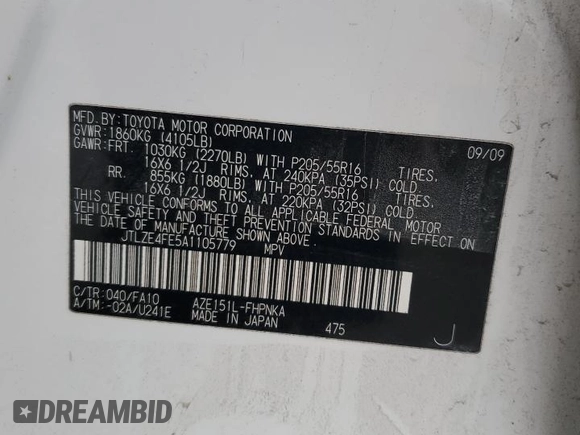 MFD.BY:TOYOTA MOTOR CORPORATION 09/09
GVWR:1860KG(4105LB)
GAWR:FRT. 1030KG(2270LB) WITH P205/55R16 TIRES,
16X6 1/2J RIMS, AT 240KPA (35PSI) COLD
RR. 855KG(1880LB) WITH P205/55R16 TIRES,
16X6 1/2J RIMS, AT 220KPA (32PSI) COLD
THIS VEHICLE CONFORMS TO ALL APPLICABLE FEDERAL MOTOR
VEHICLE SAFETY AND THEFT PREVENTION STANDARDS IN EFFECT ON
THE DATE OF MANUFACTURE SHOWN ABOVE.
JTLZE4FE5A1105779 MPV
C/TR:040/FA10 AZE151L-FHPNKA
A/TM:-02A/U241E MADE IN JAPAN 475 J
DREAMBID